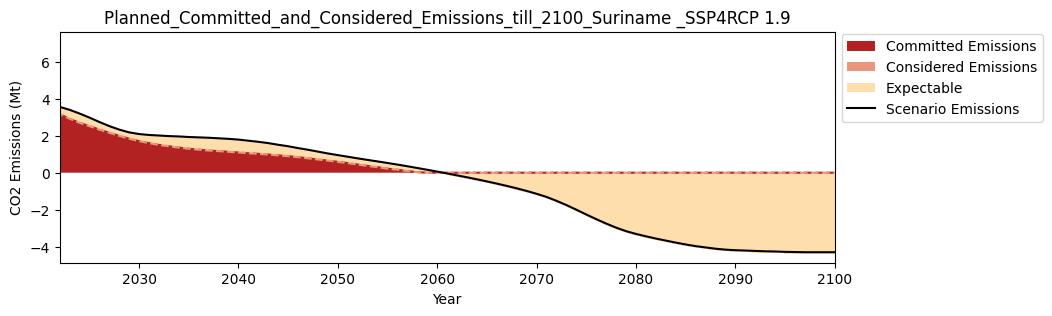 Planned_Committed_and_Considered_Emissions_till_2100_Suriname _SSP4RCP 1.9
Committed Emissions
Considered Emissions
Expectable
Scenario Emissions
CO2 Emissions (Mt)
6
4
2
0
−2
−4
2030 2040 2050 2060 2070 2080 2090 2100
Year